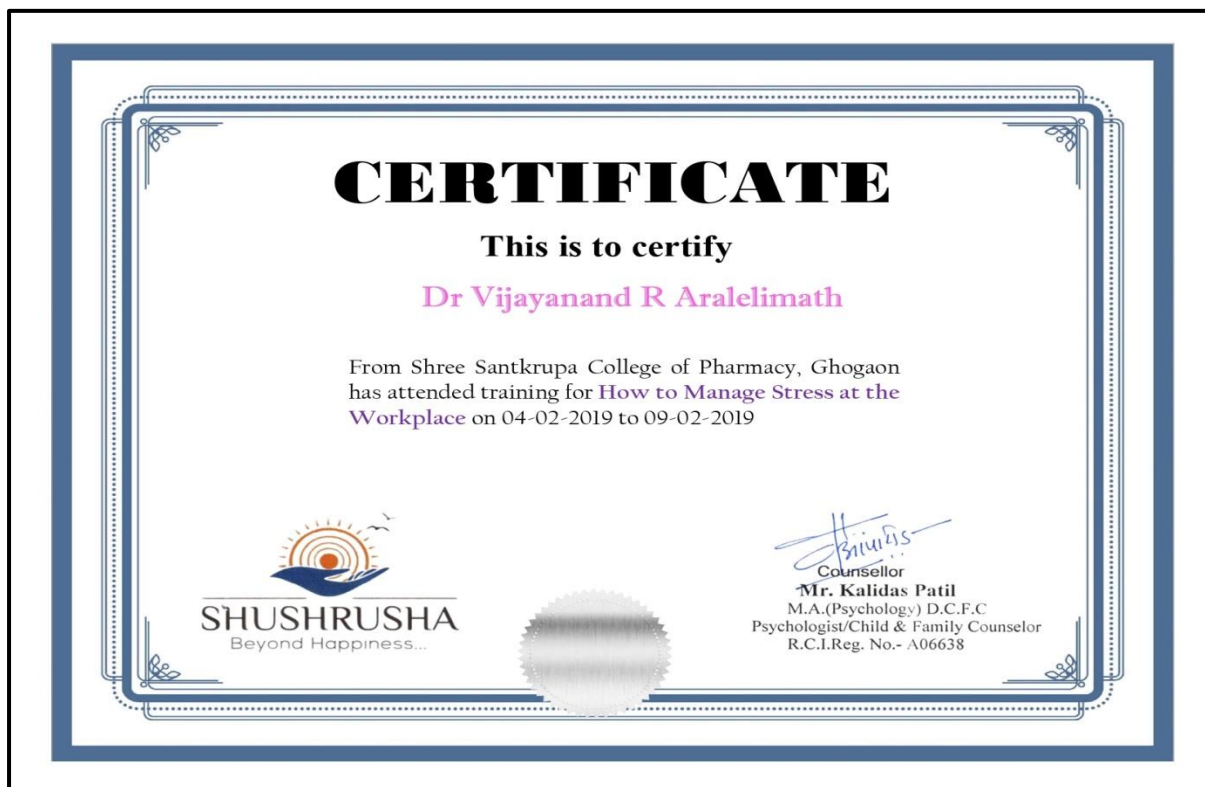 CERTIFICATE
This is to certify
Dr Vijayanand R Aralelimath
From Shree Santkrupa College of Pharmacy, Ghogaon
has attended training for How to Manage Stress at the
Workplace on 04-02-2019 to 09-02-2019
SHUSHRUSHA
Beyond Happiness...
Counsellor
Mr. Kalidas Patil
M.A.(Psychology) D.C.F.C
Psychologist/Child & Family Counselor
R.C.I.Reg. No.- A06638